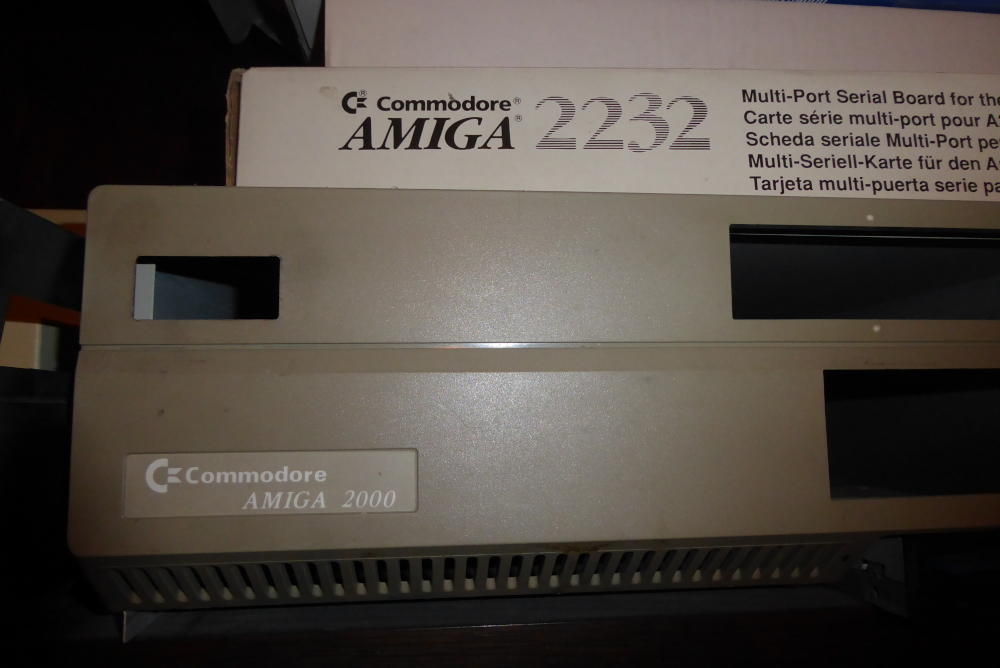 Commodore®
AMIGA®
2232
Multi-Port Serial Board for the
Carte série multi-port pour
Scheda seriale Multi-Port
Multi-Seriell-Karte für den
Tarjeta multi-puerta serie
Commodore
AMIGA 2000